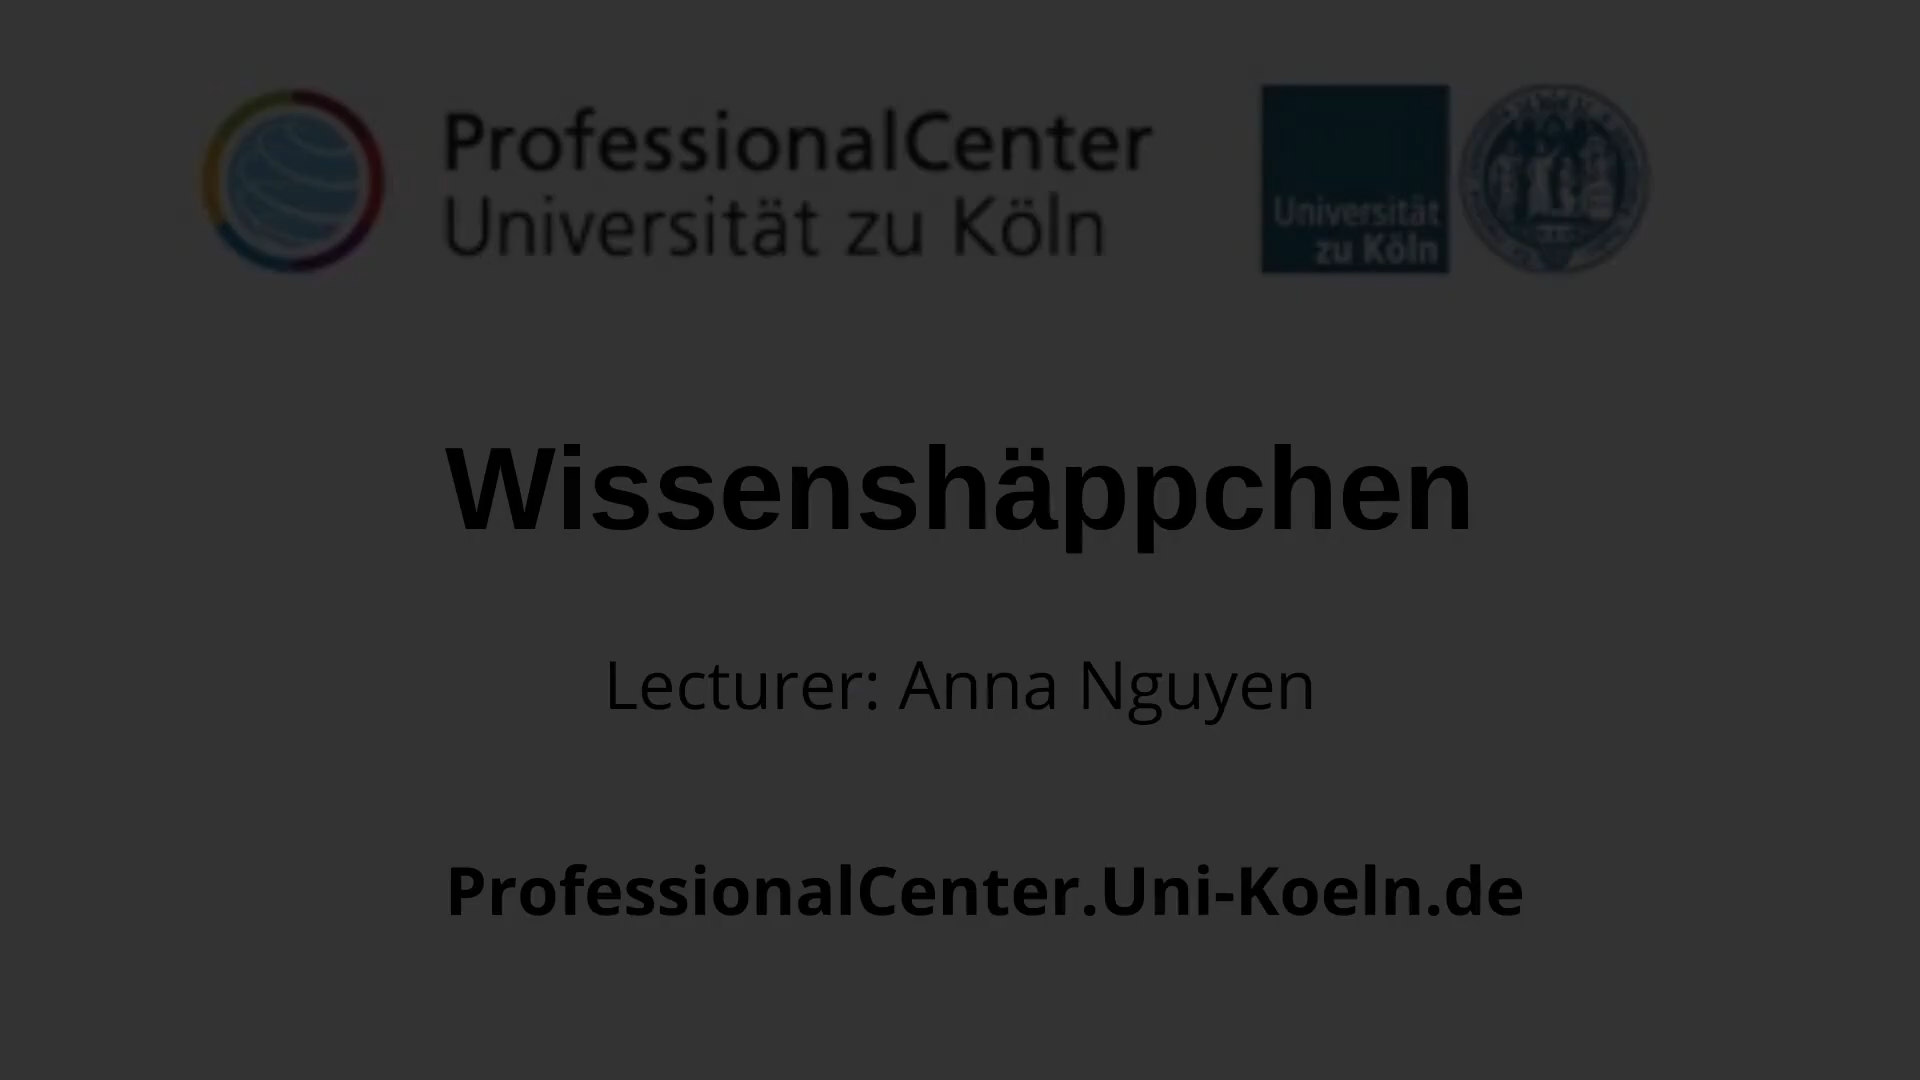 ProfessionalCenter
Universität zu Köln
Universität
zu Köln
Wissenshäppchen
Lecturer: Anna Nguyen
ProfessionalCenter.Uni-Koeln.de